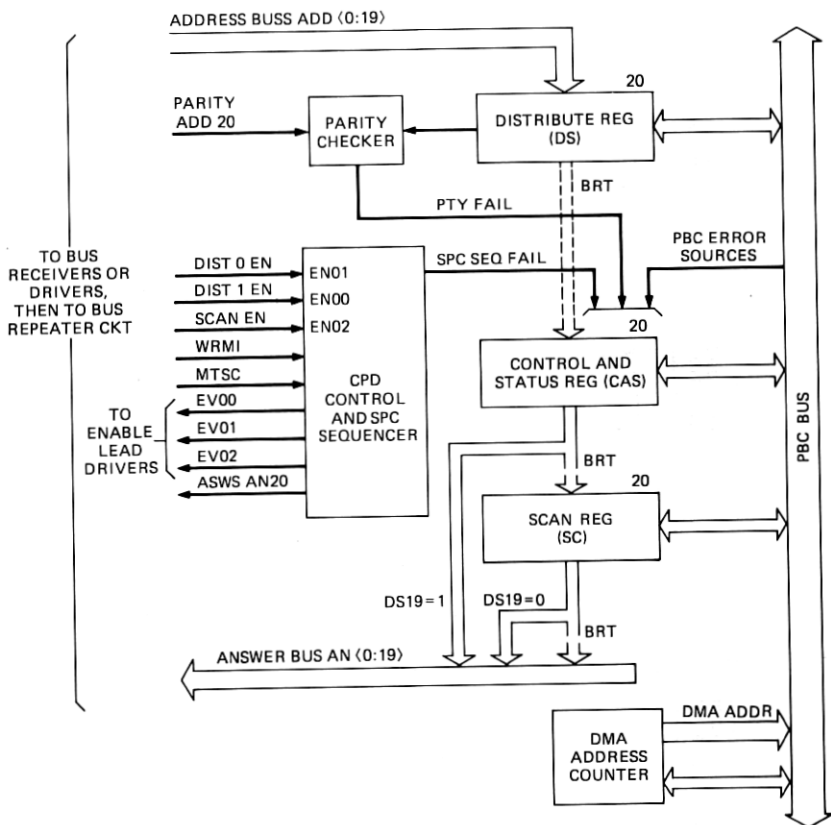 ADDRESS BUSS ADD ⟨0:19⟩
20
PARITY
ADD 20
PARITY
CHECKER
DISTRIBUTE REG
(DS)
BRT
PTY FAIL
TO BUS
RECEIVERS OR
DRIVERS,
THEN TO BUS
REPEATER CKT
DIST 0 EN
DIST 1 EN
SCAN EN
WRMI
MTSC
EV00
EV01
EV02
ASWS AN20
TO
ENABLE
LEAD
DRIVERS
EN01
EN00
EN02
CPD
CONTROL
AND SPC
SEQUENCER
SPC SEQ FAIL
PBC ERROR
SOURCES
20
CONTROL AND
STATUS REG (CAS)
BRT
20
SCAN REG
(SC)
DS19=1
DS19=0
BRT
ANSWER BUS AN ⟨0:19⟩
DMA ADDR
DMA
ADDRESS
COUNTER
PBC BUS